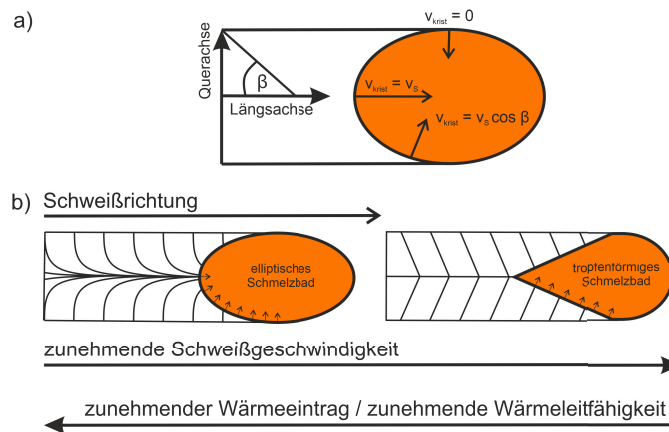 a)
v_krist = 0
Querachse
β
Längsachse
v_krist = v_S
v_krist = v_S cos β
b)
Schweißrichtung
elliptisches
Schmelzbad
tropfenförmiges
Schmelzbad
zunehmende Schweißgeschwindigkeit
zunehmender Wärmeeintrag / zunehmende Wärmeleitfähigkeit